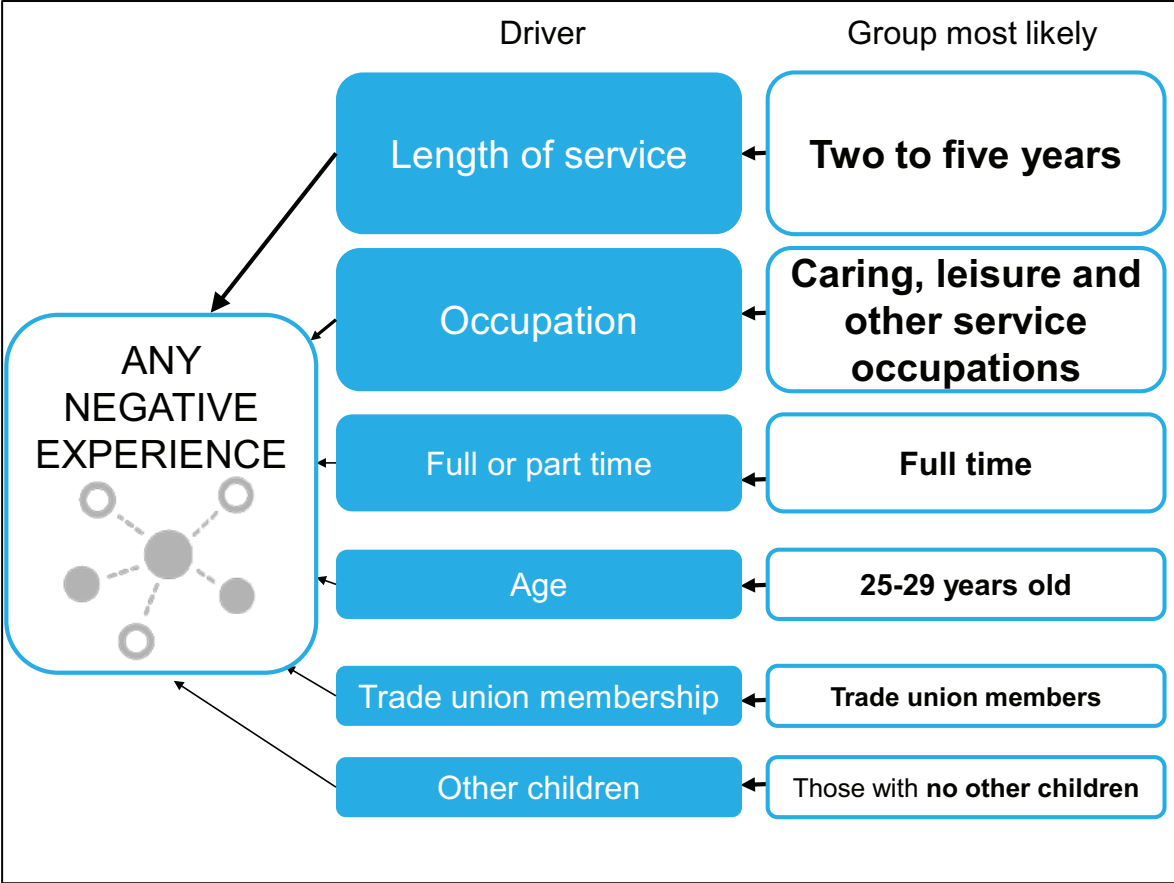 Driver
Group most likely
Length of service
Two to five years
Occupation
Caring, leisure and
other service
occupations
ANY
NEGATIVE
EXPERIENCE
Full or part time
Full time
Age
25-29 years old
Trade union membership
Trade union members
Other children
Those with no other children